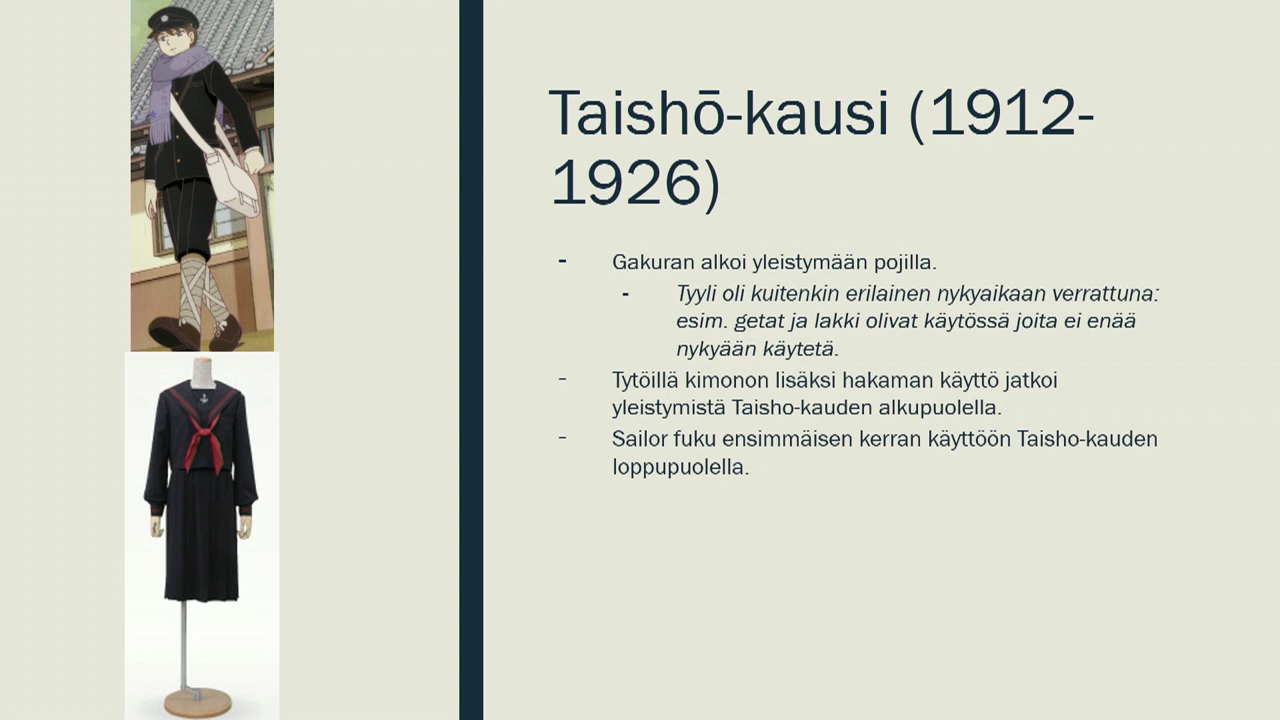 Taishō-kausi (1912-
1926)
- Gakuran alkoi yleistymään pojilla.
- Tyyli oli kuitenkin erilainen nykyaikaan verrattuna:
esim. getat ja lakki olivat käytössä joita ei enää
nykyään käytetä.
- Tytöillä kimonon lisäksi hakaman käyttö jatkoi
yleistymistä Taisho-kauden alkupuolella.
- Sailor fuku ensimmäisen kerran käyttöön Taisho-kauden
loppupuolella.